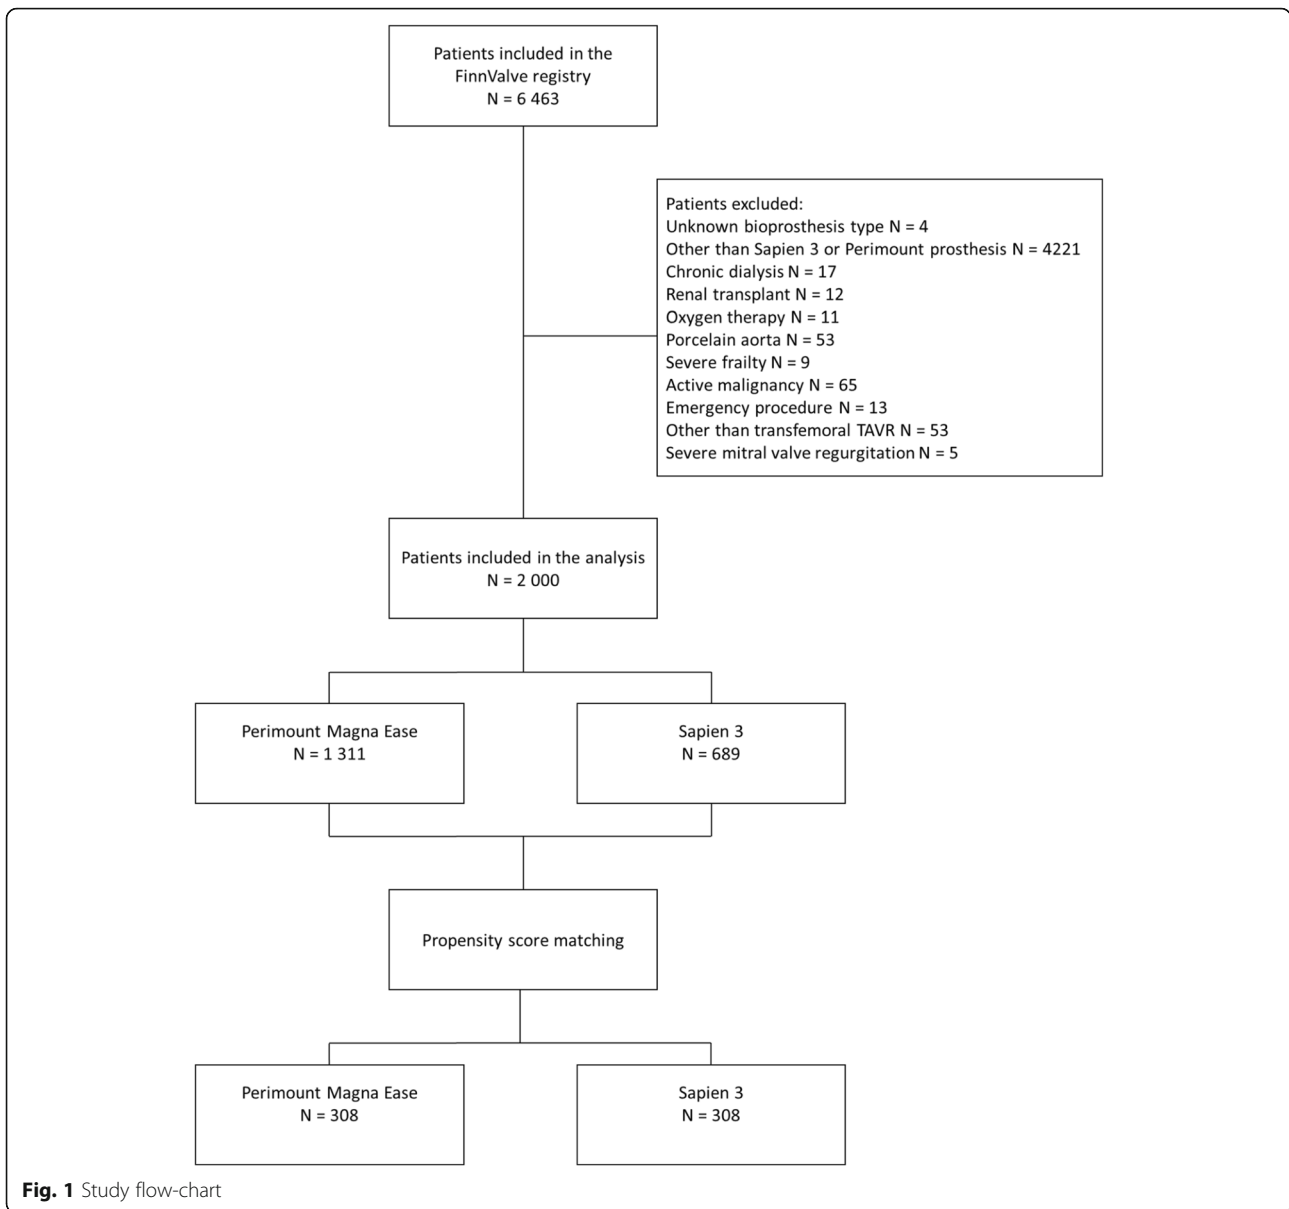 Patients included in the
FinnValve registry
N = 6 463
Patients excluded:
Unknown bioprosthesis type N = 4
Other than Sapien 3 or Perimount prosthesis N = 4221
Chronic dialysis N = 17
Renal transplant N = 12
Oxygen therapy N = 11
Porcelain aorta N = 53
Severe frailty N = 9
Active malignancy N = 65
Emergency procedure N = 13
Other than transfemoral TAVR N = 53
Severe mitral valve regurgitation N = 5
Patients included in the analysis
N = 2 000
Perimount Magna Ease
N = 1 311
Sapien 3
N = 689
Propensity score matching
Perimount Magna Ease
N = 308
Sapien 3
N = 308
Fig. 1 Study flow-chart